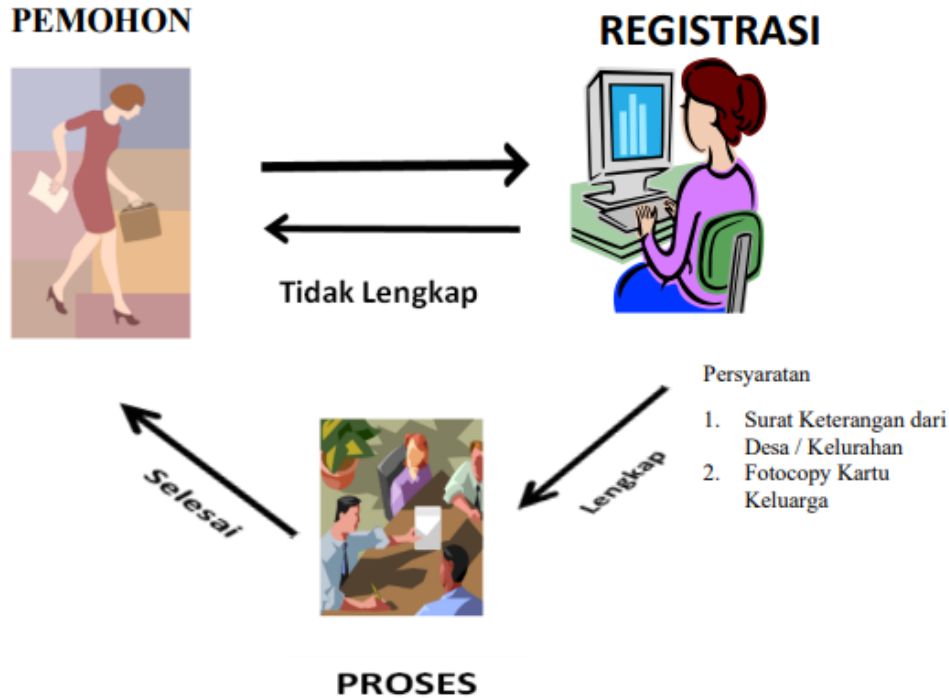 PEMOHON
REGISTRASI
Tidak Lengkap
Persyaratan
1. Surat Keterangan dari
Desa / Kelurahan
2. Fotocopy Kartu
Keluarga
Lengkap
Selesai
PROSES